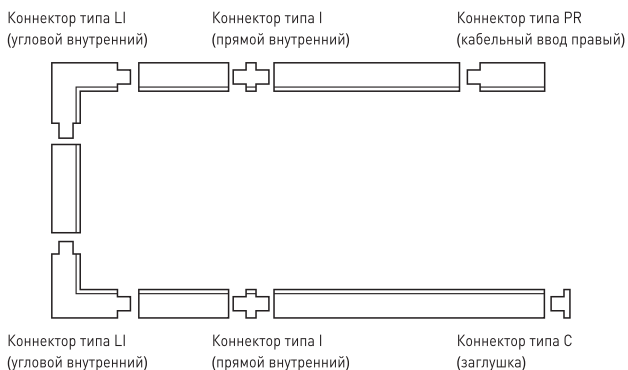 Коннектор типа LI
(угловой внутренний)
Коннектор типа I
(прямой внутренний)
Коннектор типа PR
(кабельный ввод правый)
Коннектор типа LI
(угловой внутренний)
Коннектор типа I
(прямой внутренний)
Коннектор типа C
(заглушка)